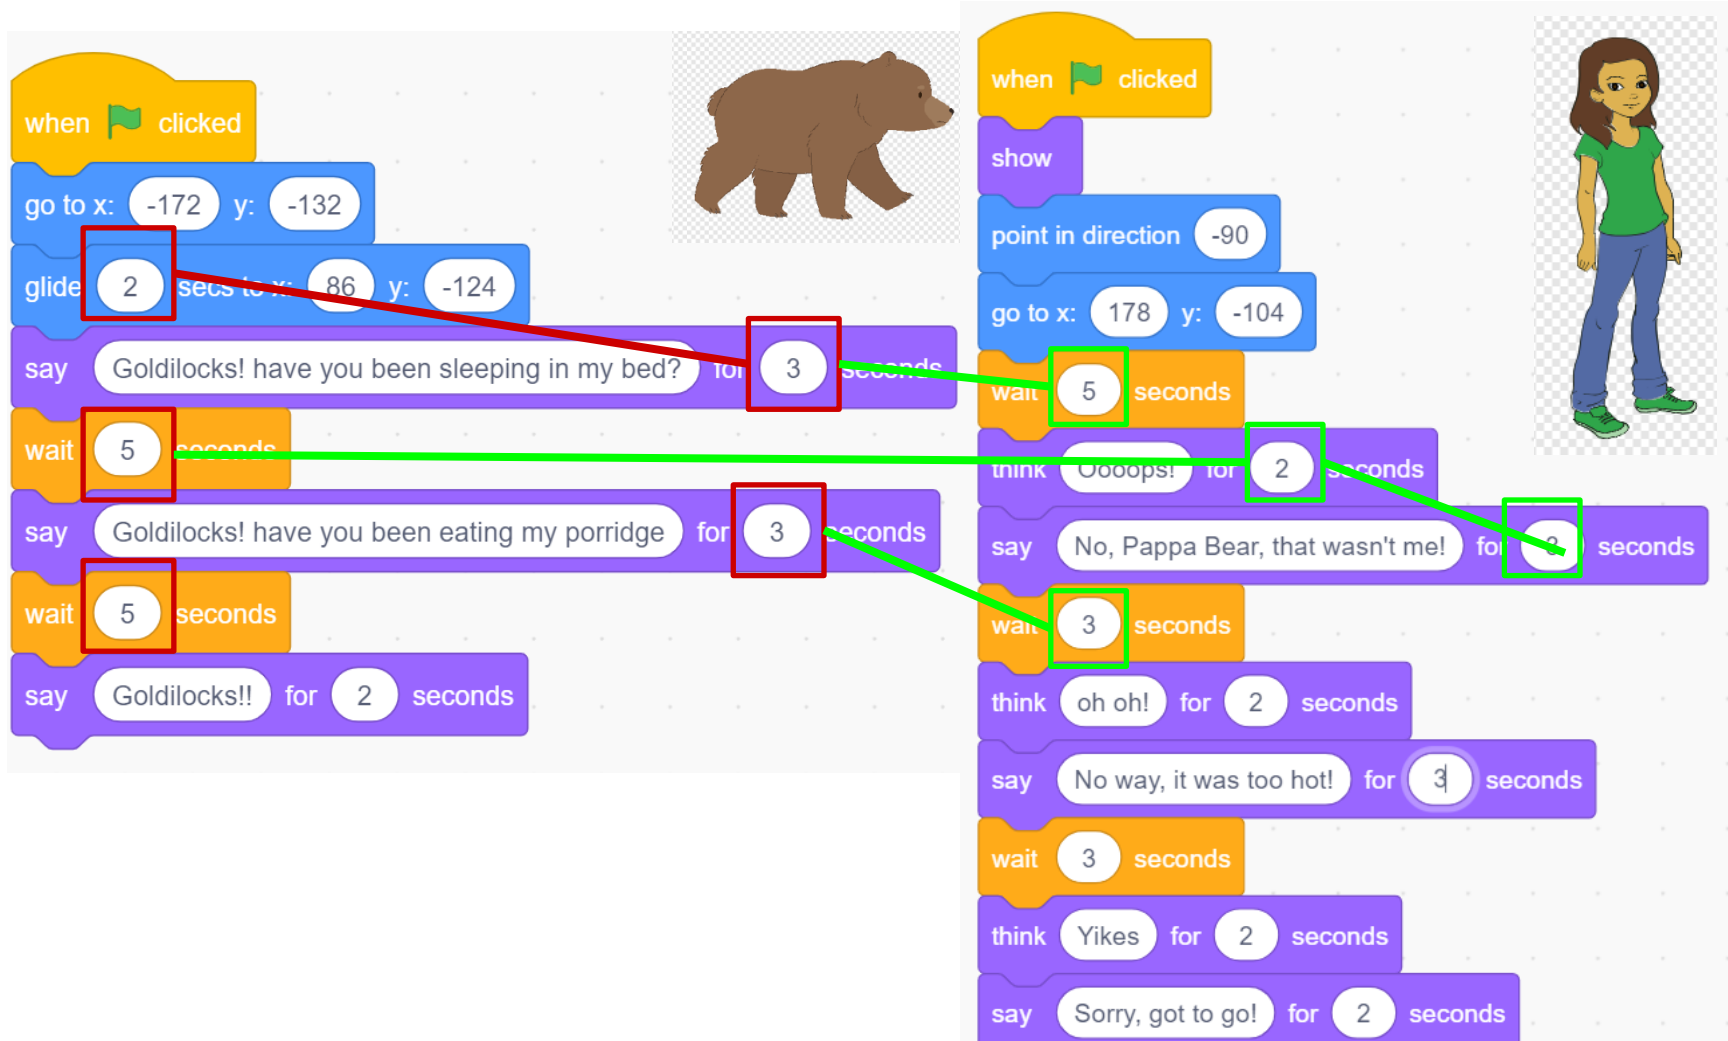 when clicked
go to x: -172 y: -132
glide 2 secs to x: 86 y: -124
say Goldilocks! have you been sleeping in my bed? for 3 seconds
wait 5 seconds
say Goldilocks! have you been eating my porridge for 3 seconds
wait 5 seconds
say Goldilocks!! for 2 seconds
when clicked
show
point in direction -90
go to x: 178 y: -104
wait 5 seconds
think Oooops! for 2 seconds
say No, Pappa Bear, that wasn't me! for 3 seconds
wait 3 seconds
think oh oh! for 2 seconds
say No way, it was too hot! for 3 seconds
wait 3 seconds
think Yikes for 2 seconds
say Sorry, got to go! for 2 seconds